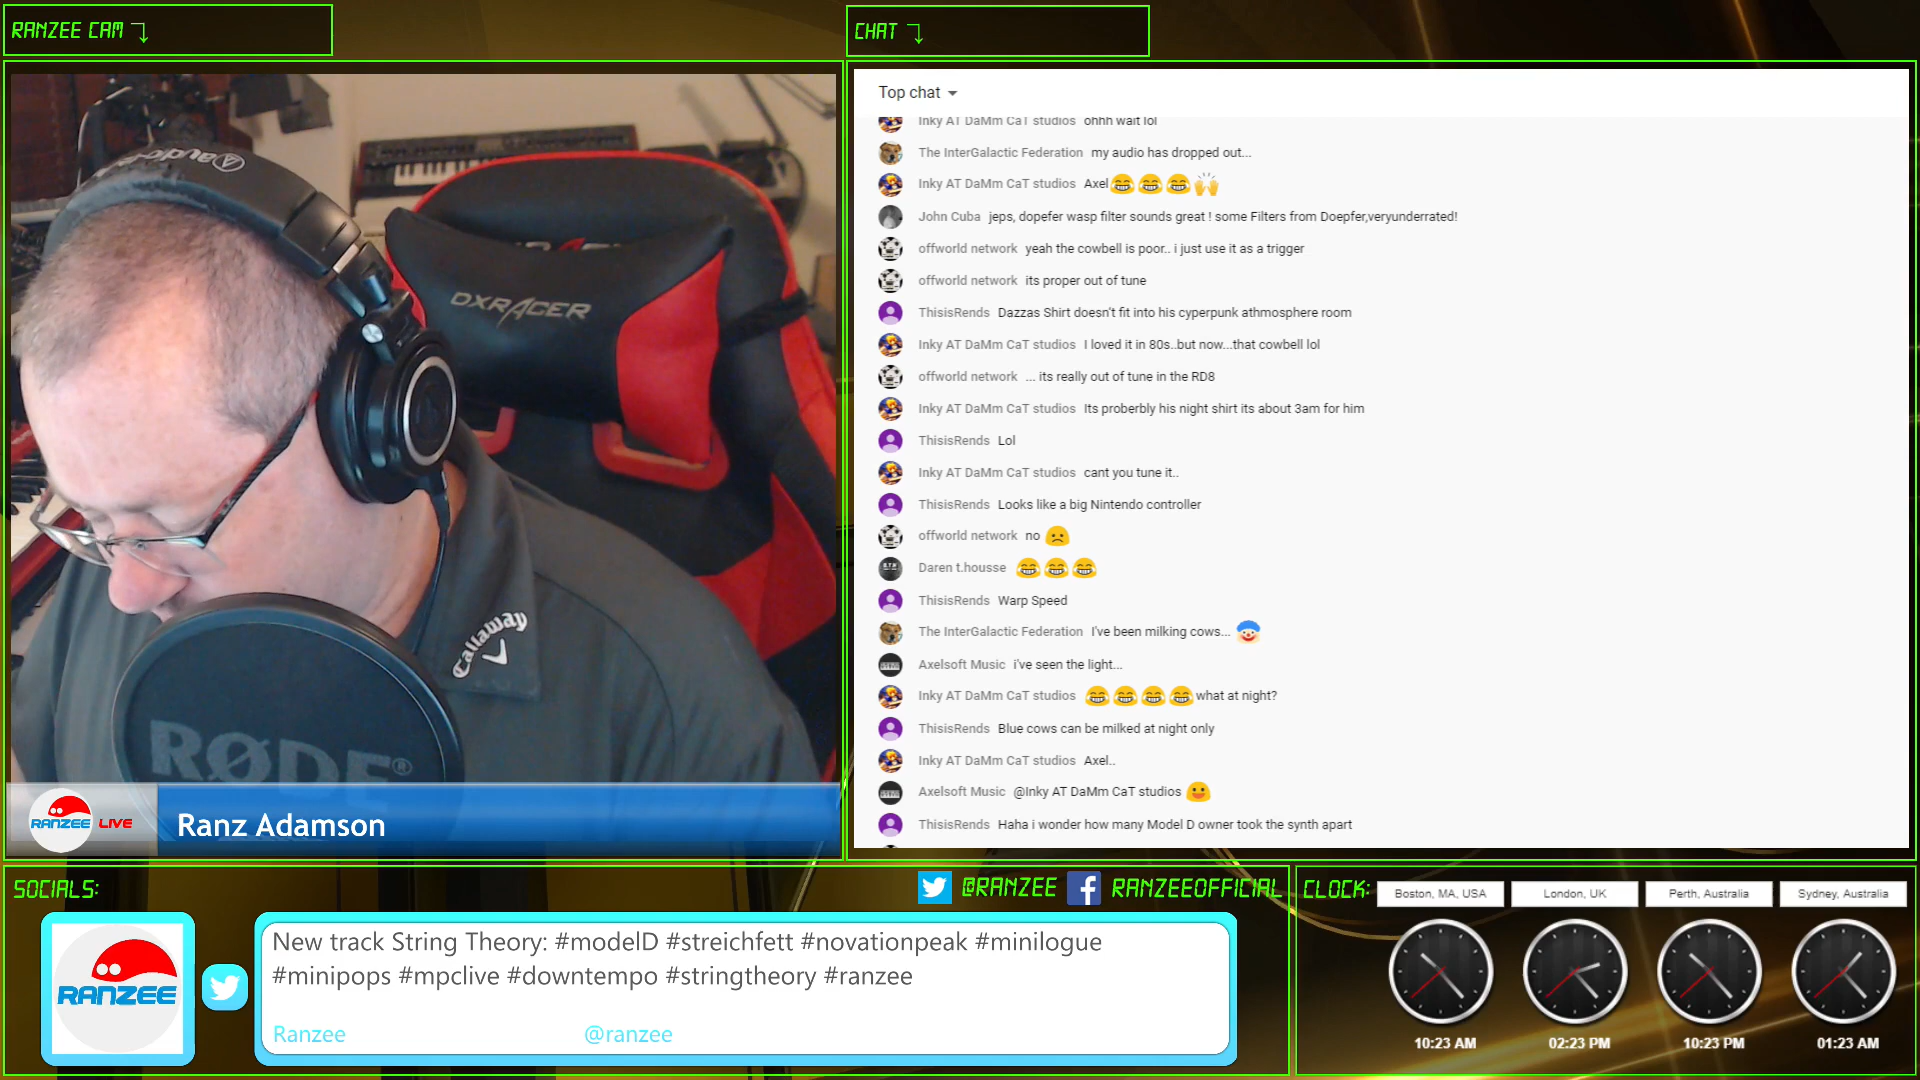 RANZEE CAM
CHAT
Top chat
Inky AT DaMm CaT studios ohhh wait lol
The InterGalactic Federation my audio has dropped out...
Inky AT DaMm CaT studios Axel😂😂😂🙌
John Cuba jeps, dopefer wasp filter sounds great ! some Filters from Doepfer,veryunderrated!
offworld network yeah the cowbell is poor.. i just use it as a trigger
offworld network its proper out of tune
ThisisRends Dazzas Shirt doesn't fit into his cyperpunk athmosphere room
Inky AT DaMm CaT studios I loved it in 80s..but now...that cowbell lol
offworld network ... its really out of tune in the RD8
Inky AT DaMm CaT studios Its proberbly his night shirt its about 3am for him
ThisisRends Lol
Inky AT DaMm CaT studios cant you tune it..
ThisisRends Looks like a big Nintendo controller
offworld network no ☹️
Daren t.housse 😂😂😂
ThisisRends Warp Speed
The InterGalactic Federation I've been milking cows... 🤡
Axelsoft Music i've seen the light...
Inky AT DaMm CaT studios 😂😂😂😂what at night?
ThisisRends Blue cows can be milked at night only
Inky AT DaMm CaT studios Axel..
Axelsoft Music @Inky AT DaMm CaT studios 😃
ThisisRends Haha i wonder how many Model D owner took the synth apart
DXRACER
Callaway
RØDE®
RANZEE LIVE
Ranz Adamson
SOCIALS:
@RANZEE
RANZEEOFFICIAL
RANZEE
New track String Theory: #modelD #streichfett #novationpeak #minilogue
#minipops #mpclive #downtempo #stringtheory #ranzee
Ranzee @ranzee
CLOCK:
Boston, MA, USA
London, UK
Perth, Australia
Sydney, Australia
10:23 AM
02:23 PM
10:23 PM
01:23 AM